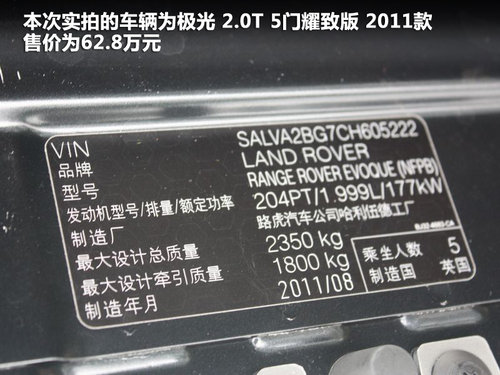 本次实拍的车辆为极光 2.0T 5门耀致版 2011款
售价为62.8万元
VIN SALVA2BG7CH605222
品牌 LAND ROVER
型号 RANGE ROVER EVOQUE (NFPB)
发动机型号/排量/额定功率 204PT/1.999L/177kW
制造厂 路虎汽车公司哈利伍德工厂
最大设计总质量 2350 kg
最大设计牵引质量 1800 kg
制造年月 2011/08
乘坐人数 5
制造国 英国